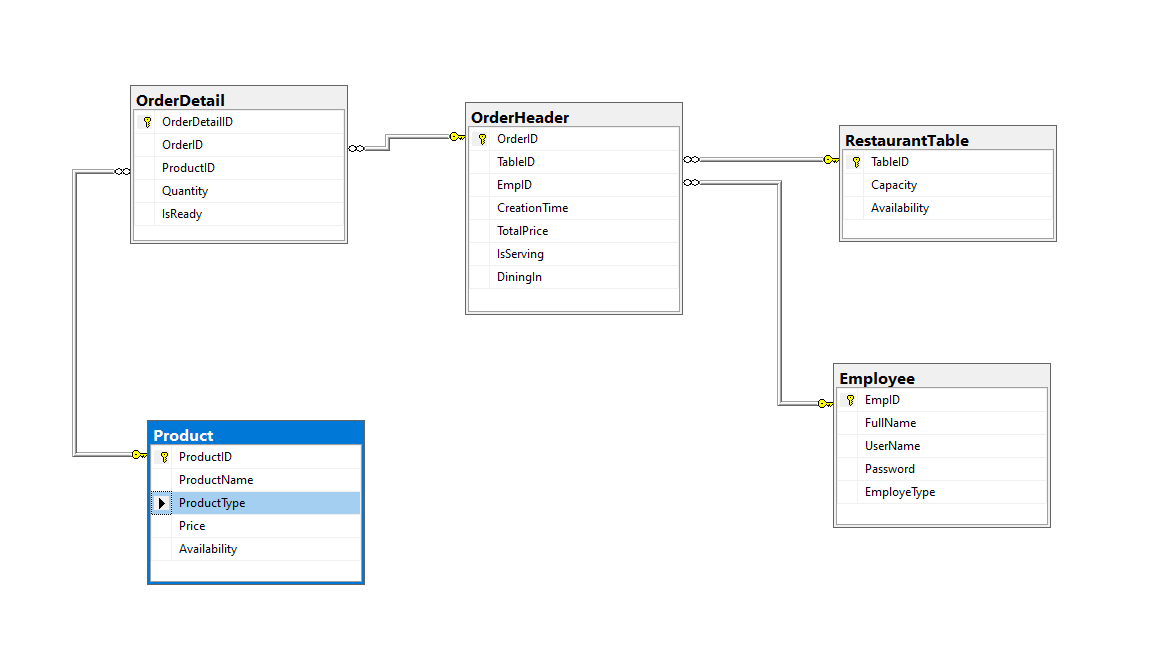 OrderDetail
OrderDetailID
OrderID
ProductID
Quantity
IsReady
OrderHeader
OrderID
TableID
EmpID
CreationTime
TotalPrice
IsServing
DiningIn
RestaurantTable
TableID
Capacity
Availability
Product
ProductID
ProductName
ProductType
Price
Availability
Employee
EmpID
FullName
UserName
Password
EmployeType